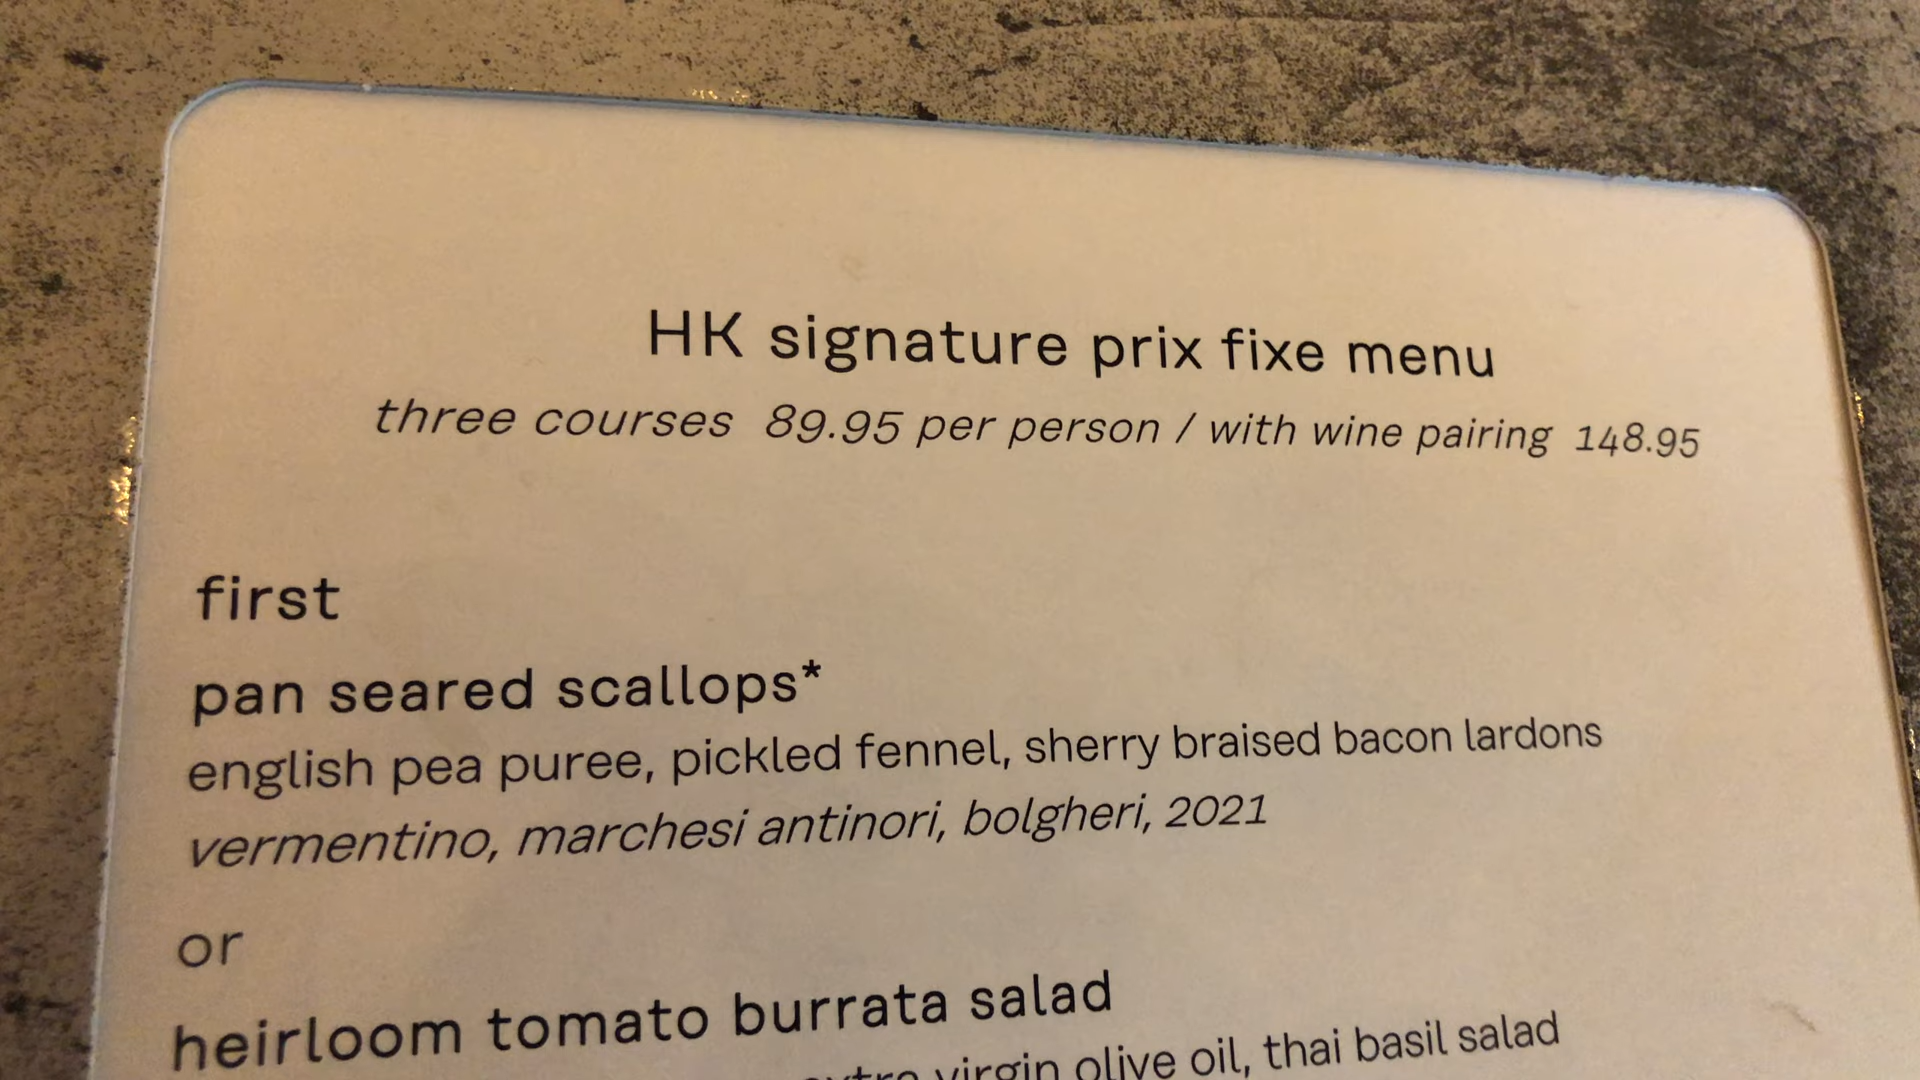 HK signature prix fixe menu
three courses 89.95 per person / with wine pairing 148.95
first
pan seared scallops*
english pea puree, pickled fennel, sherry braised bacon lardons
vermentino, marchesi antinori, bolgheri, 2021
or
heirloom tomato burrata salad
extra virgin olive oil, thai basil salad